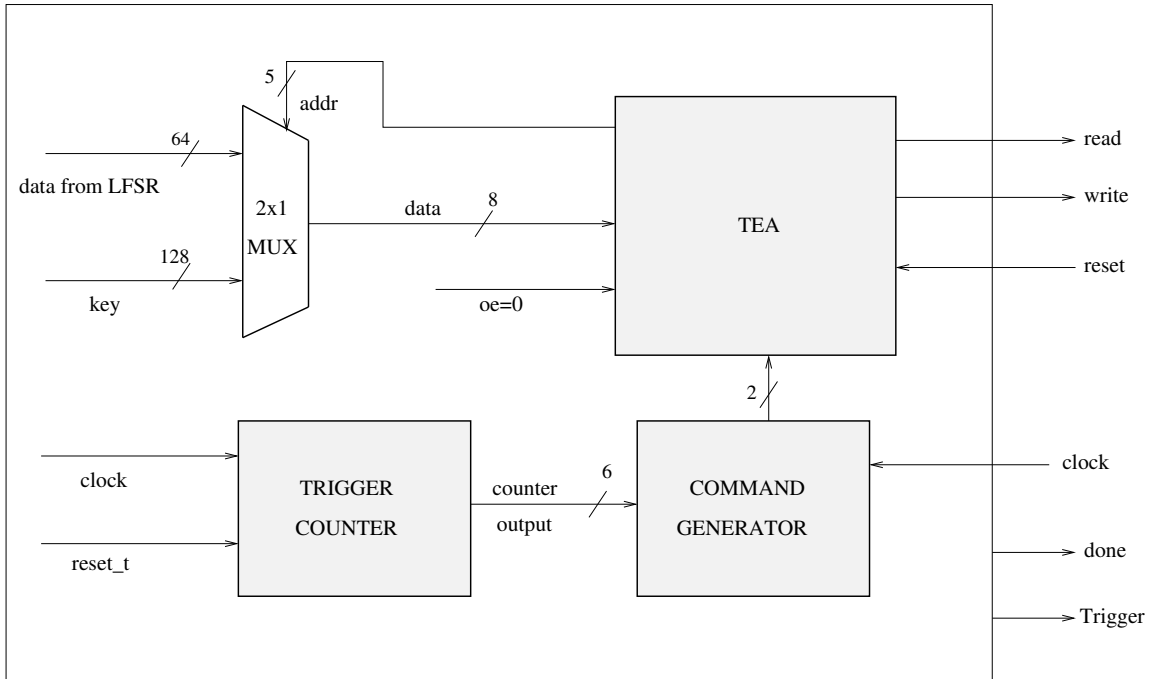 5
addr
64
data from LFSR
2x1
MUX
128
key
data
8
oe=0
TEA
read
write
reset
2
clock
reset_t
TRIGGER
COUNTER
counter
output
6
COMMAND
GENERATOR
clock
done
Trigger